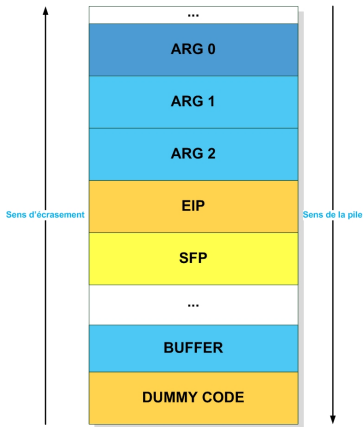 ...
ARG 0
ARG 1
ARG 2
EIP
Sens d'écrasement
Sens de la pile
SFP
...
BUFFER
DUMMY CODE